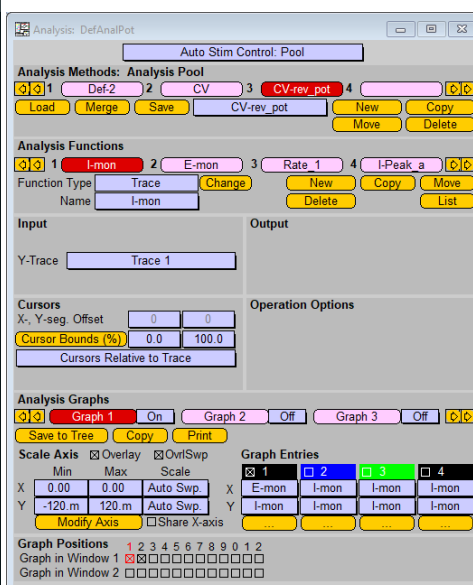 Analysis: DefAnalPot
Auto Stim Control: Pool
Analysis Methods: Analysis Pool
1 Def-2 2 CV 3 CV-rev_pot 4
Load Merge Save CV-rev_pot New Copy
Move Delete
Analysis Functions
1 I-mon 2 E-mon 3 Rate_1 4 I-Peak_a
Function Type Trace Change New Copy Move
Name I-mon Delete List
Input Output
Y-Trace Trace 1
Cursors Operation Options
X-, Y-seg. Offset 0 0
Cursor Bounds (%) 0.0 100.0
Cursors Relative to Trace
Analysis Graphs
Graph 1 On Graph 2 Off Graph 3 Off
Save to Tree Copy Print
Scale Axis Overlay OvrlSwp Graph Entries
Min Max Scale 1 2 3 4
X 0.00 0.00 Auto Swp. X E-mon I-mon I-mon I-mon
Y -120.m 120.m Auto Swp. Y I-mon I-mon I-mon I-mon
Modify Axis Share X-axis ... ... ... ...
Graph Positions 1 2 3 4 5 6 7 8 9 0 1 2
Graph in Window 1
Graph in Window 2